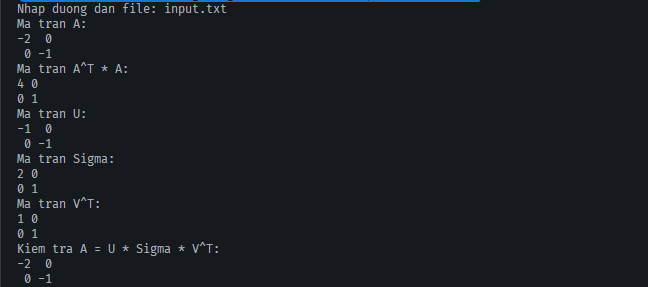 Nhap duong dan file: input.txt
Ma tran A:
-2  0
 0 -1
Ma tran A^T * A:
4 0
0 1
Ma tran U:
-1  0
 0 -1
Ma tran Sigma:
2 0
0 1
Ma tran V^T:
1 0
0 1
Kiem tra A = U * Sigma * V^T:
-2  0
 0 -1